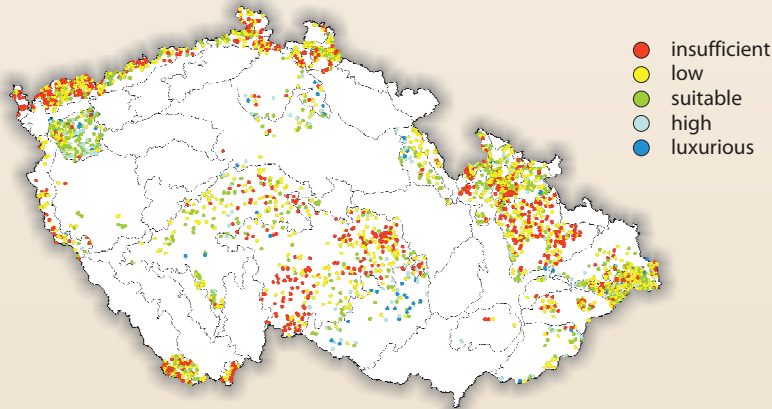 insufficient
low
suitable
high
luxurious